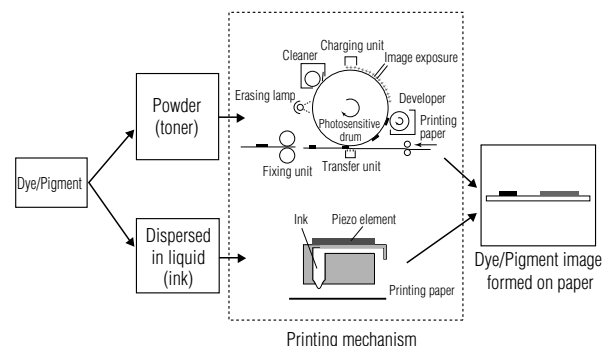 Charging unit
Image exposure
Cleaner
Powder
(toner)
Erasing lamp
Developer
Photosensitive
drum
Printing
paper
Fixing unit
Transfer unit
Dye/Pigment
Dispersed
in liquid
(ink)
Ink
Piezo element
Printing paper
Dye/Pigment image
formed on paper
Printing mechanism